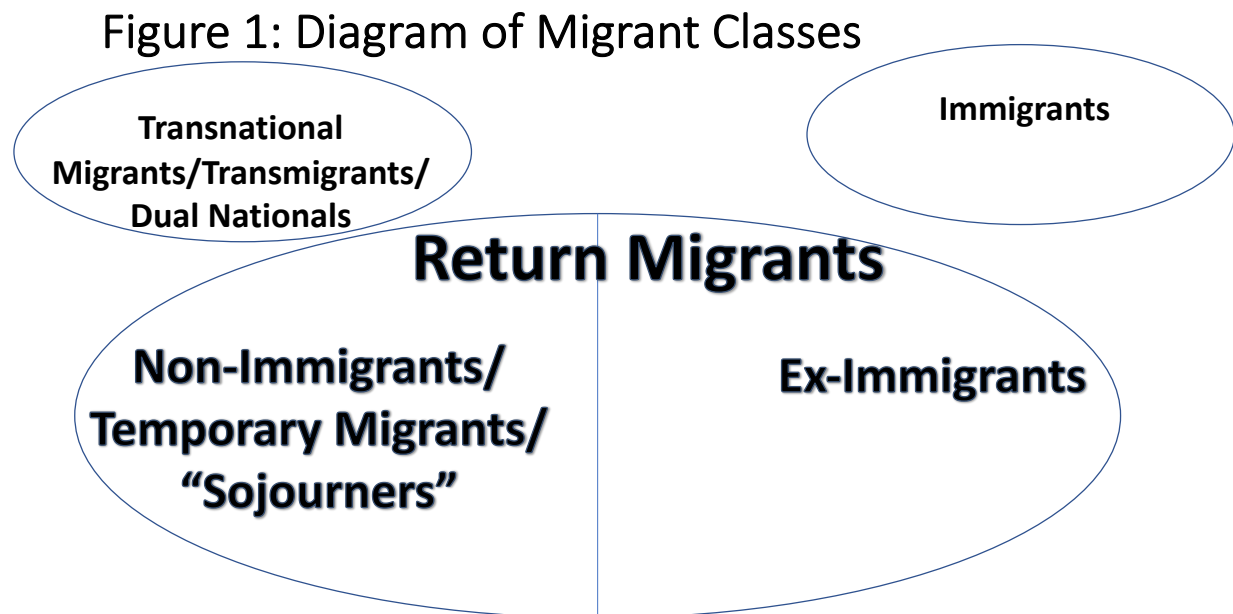 Figure 1: Diagram of Migrant Classes
Transnational
Migrants/Transmigrants/
Dual Nationals
Immigrants
Return Migrants
Non-Immigrants/
Temporary Migrants/
“Sojourners”
Ex-Immigrants